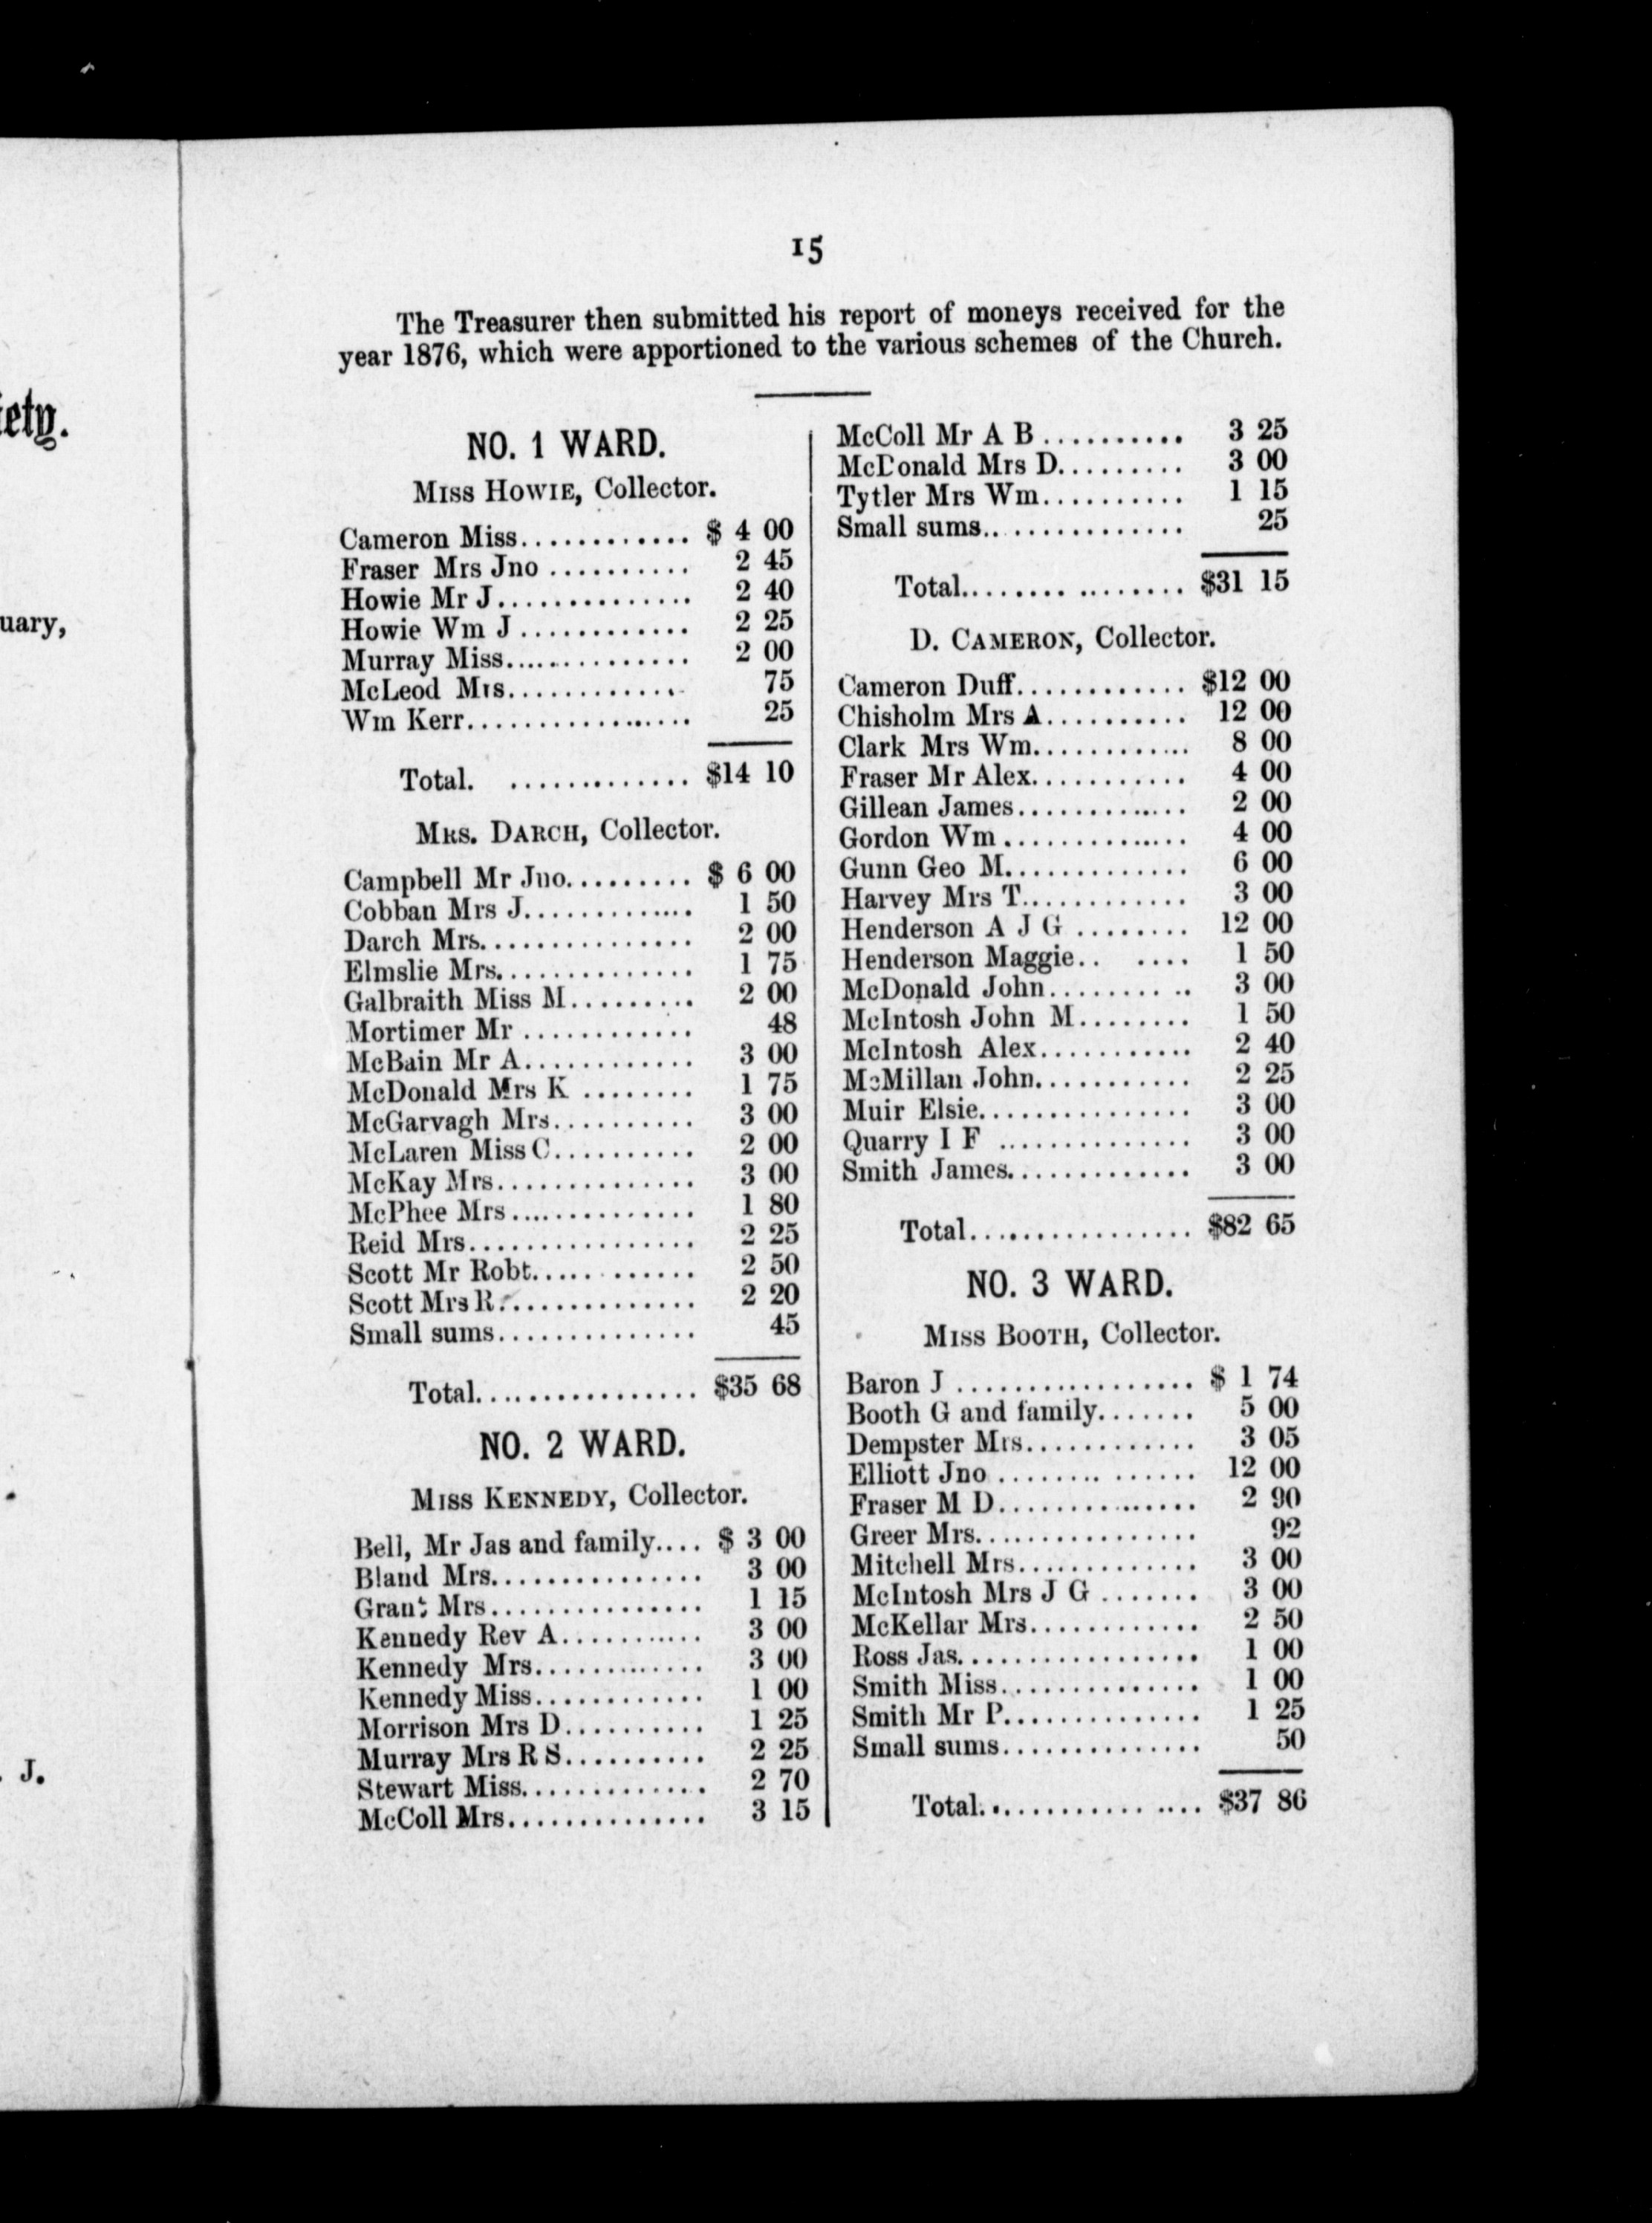 ety.
uary,
J.
15
The Treasurer then submitted his report of moneys received for the
year 1876, which were apportioned to the various schemes of the Church.
NO. 1 WARD.
Miss Howie, Collector.
Cameron Miss............ $ 4 00
Fraser Mrs Jno .......... 2 45
Howie Mr J.............. 2 40
Howie Wm J ............ 2 25
Murray Miss.............. 2 00
McLeod Mrs............ 75
Wm Kerr................ 25
Total. ............. $14 10
Mrs. Darch, Collector.
Campbell Mr Jno......... $ 6 00
Cobban Mrs J............. 1 50
Darch Mrs............... 2 00
Elmslie Mrs.............. 1 75
Galbraith Miss M......... 2 00
Mortimer Mr ............ 48
McBain Mr A............ 3 00
McDonald Mrs K ........ 1 75
McGarvagh Mrs.......... 3 00
McLaren Miss C.......... 2 00
McKay Mrs.............. 3 00
McPhee Mrs.............. 1 80
Reid Mrs................ 2 25
Scott Mr Robt............ 2 50
Scott Mrs R.............. 2 20
Small sums.............. 45
Total................ $35 68
NO. 2 WARD.
Miss Kennedy, Collector.
Bell, Mr Jas and family.... $ 3 00
Bland Mrs............... 3 00
Grant Mrs............... 1 15
Kennedy Rev A.......... 3 00
Kennedy Mrs............ 3 00
Kennedy Miss............ 1 00
Morrison Mrs D.......... 1 25
Murray Mrs R S.......... 2 25
Stewart Miss............. 2 70
McColl Mrs.............. 3 15
McColl Mr A B.......... 3 25
McDonald Mrs D......... 3 00
Tytler Mrs Wm.......... 1 15
Small sums.............. 25
Total................ $31 15
D. Cameron, Collector.
Cameron Duff............ $12 00
Chisholm Mrs A.......... 12 00
Clark Mrs Wm............ 8 00
Fraser Mr Alex........... 4 00
Gillean James............ 2 00
Gordon Wm ............. 4 00
Gunn Geo M............. 6 00
Harvey Mrs T............ 3 00
Henderson A J G ........ 12 00
Henderson Maggie.. .... 1 50
McDonald John.......... 3 00
McIntosh John M........ 1 50
McIntosh Alex........... 2 40
McMillan John........... 2 25
Muir Elsie............... 3 00
Quarry I F .............. 3 00
Smith James............. 3 00
Total................ $82 65
NO. 3 WARD.
Miss Booth, Collector.
Baron J ................. $ 1 74
Booth G and family....... 5 00
Dempster Mrs............ 3 05
Elliott Jno .............. 12 00
Fraser M D.............. 2 90
Greer Mrs................ 92
Mitchell Mrs............. 3 00
McIntosh Mrs J G ....... 3 00
McKellar Mrs............ 2 50
Ross Jas................. 1 00
Smith Miss.............. 1 00
Smith Mr P.............. 1 25
Small sums.............. 50
Total................ $37 86